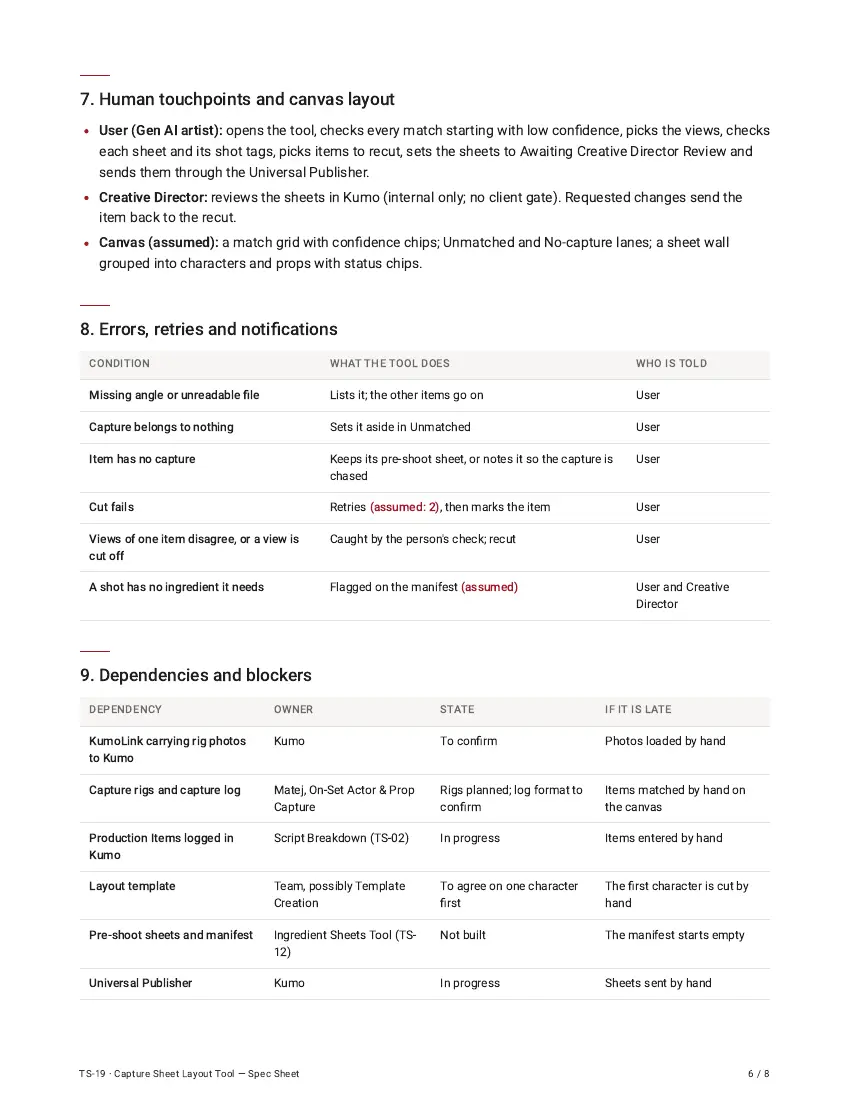 7. Human touchpoints and canvas layout
• User (Gen AI artist): opens the tool, checks every match starting with low confidence, picks the views, checks
each sheet and its shot tags, picks items to recut, sets the sheets to Awaiting Creative Director Review and
sends them through the Universal Publisher.
• Creative Director: reviews the sheets in Kumo (internal only; no client gate). Requested changes send the
item back to the recut.
• Canvas (assumed): a match grid with confidence chips; Unmatched and No-capture lanes; a sheet wall
grouped into characters and props with status chips.
8. Errors, retries and notifications
CONDITION WHAT THE TOOL DOES WHO IS TOLD
Missing angle or unreadable file Lists it; the other items go on User
Capture belongs to nothing Sets it aside in Unmatched User
Item has no capture Keeps its pre-shoot sheet, or notes it so the capture is User
chased
Cut fails Retries (assumed: 2), then marks the item User
Views of one item disagree, or a view is Caught by the person's check; recut User
cut off
A shot has no ingredient it needs Flagged on the manifest (assumed) User and Creative
Director
9. Dependencies and blockers
DEPENDENCY OWNER STATE IF IT IS LATE
KumoLink carrying rig photos Kumo To confirm Photos loaded by hand
to Kumo
Capture rigs and capture log Matej, On-Set Actor & Prop Rigs planned; log format to Items matched by hand on
Capture confirm the canvas
Production Items logged in Script Breakdown (TS-02) In progress Items entered by hand
Kumo
Layout template Team, possibly Template To agree on one character The first character is cut by
Creation first hand
Pre-shoot sheets and manifest Ingredient Sheets Tool (TS- Not built The manifest starts empty
12)
Universal Publisher Kumo In progress Sheets sent by hand
TS-19 · Capture Sheet Layout Tool — Spec Sheet 6 / 8